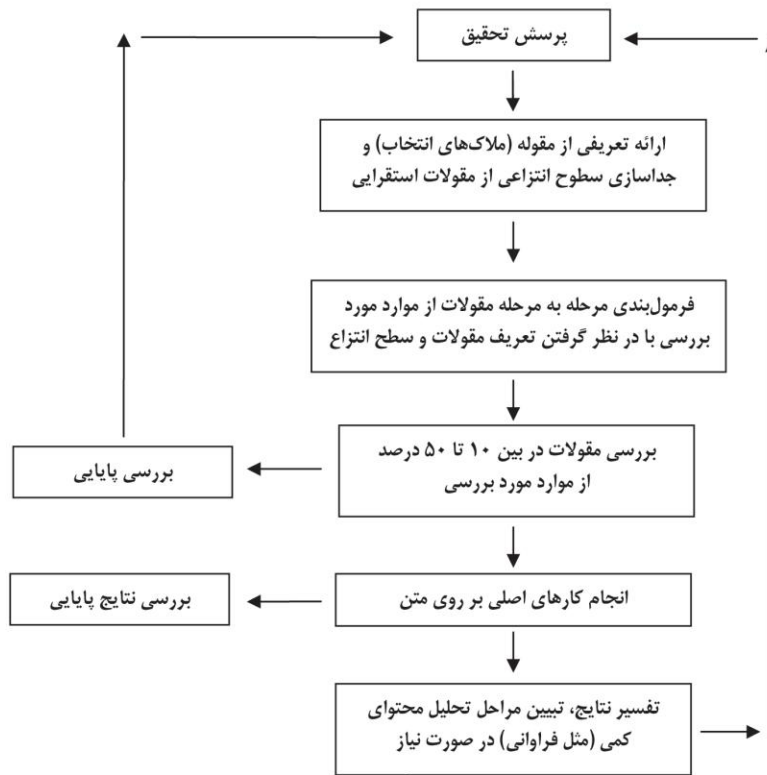 پرسش تحقیق
ارائه تعریفی از مقوله (ملاک‌های انتخاب) و
جداسازی سطوح انتزاعی از مقولات استقرایی
فرمول‌بندی مرحله به مرحله مقولات از موارد مورد
بررسی با در نظر گرفتن تعریف مقولات و سطح انتزاع
بررسی مقولات در بین ۱۰ تا ۵۰ درصد
از موارد مورد بررسی
بررسی پایایی
انجام کارهای اصلی بر روی متن
بررسی نتایج پایایی
تفسیر نتایج، تبیین مراحل تحلیل محتوای
کمی (مثل فراوانی) در صورت نیاز